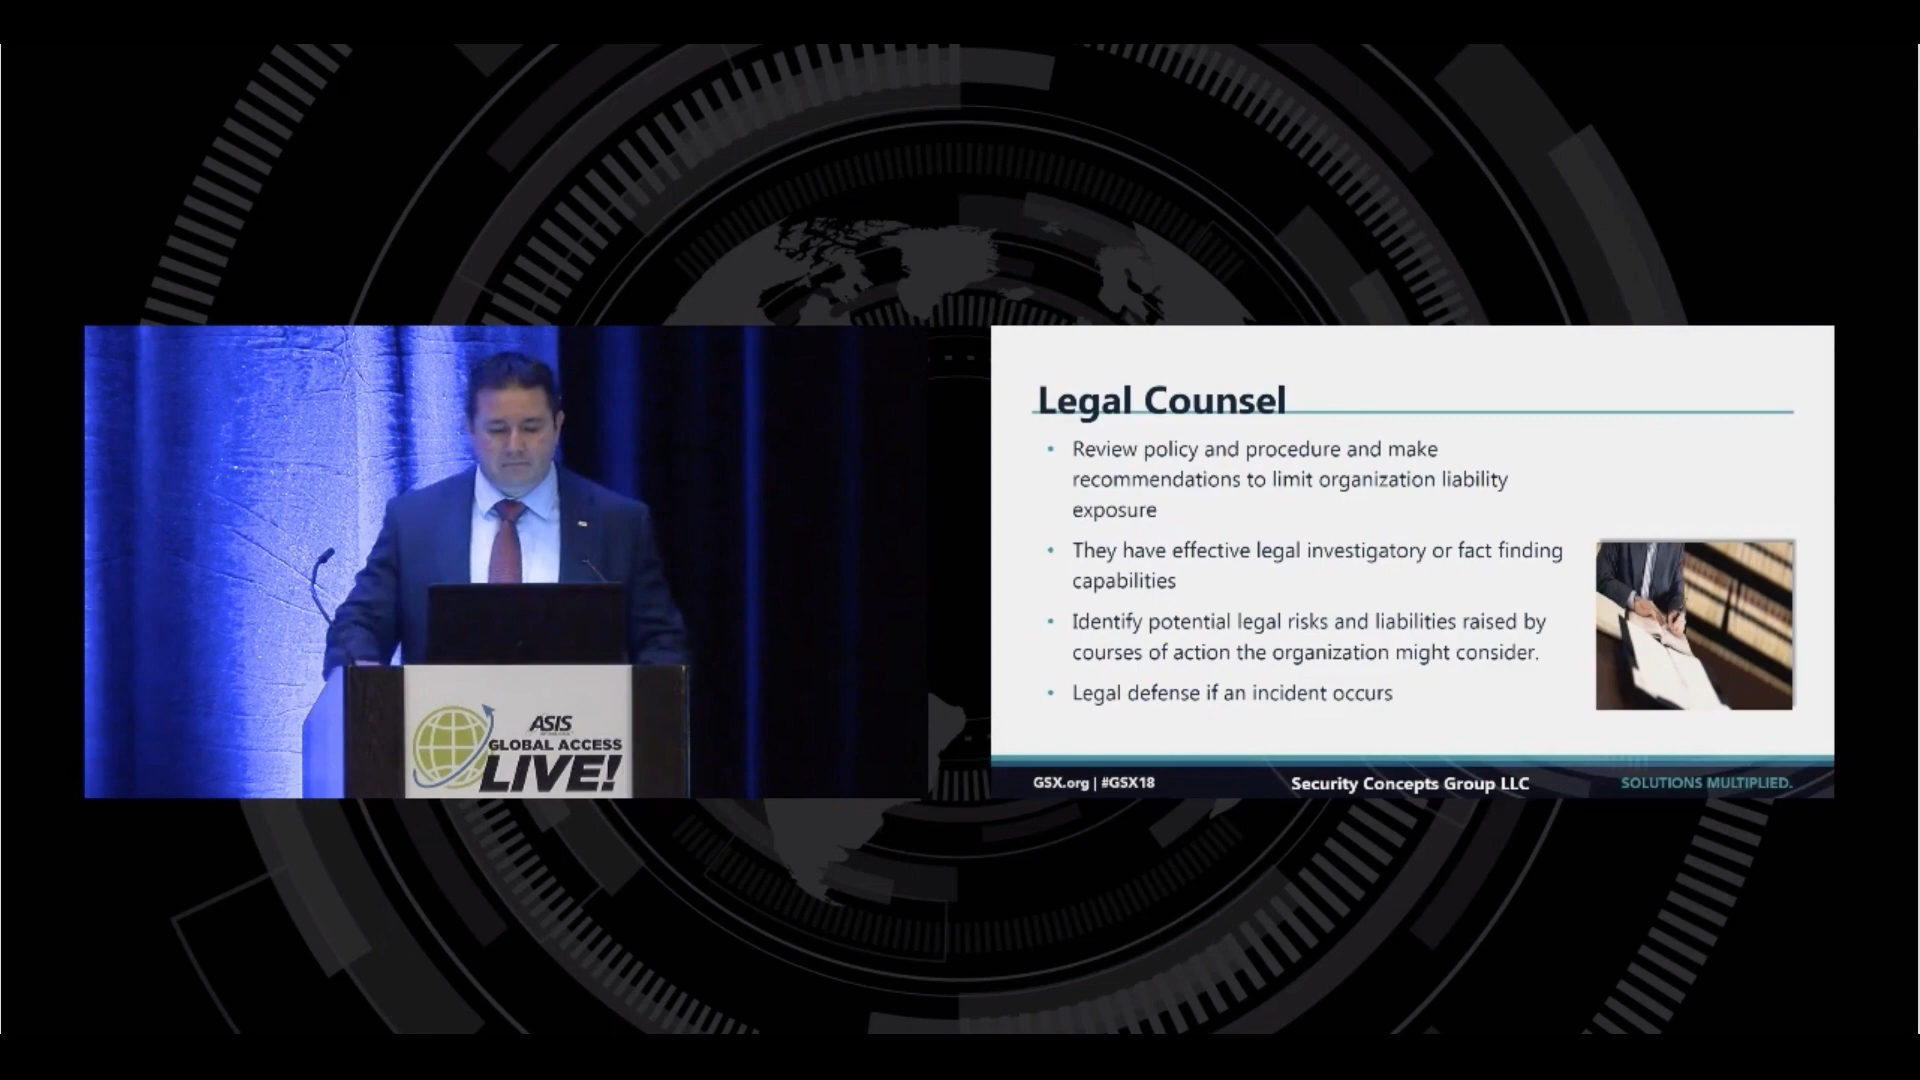 ASIS
GLOBAL ACCESS
LIVE!
Legal Counsel
• Review policy and procedure and make
recommendations to limit organization liability
exposure
• They have effective legal investigatory or fact finding
capabilities
• Identify potential legal risks and liabilities raised by
courses of action the organization might consider.
• Legal defense if an incident occurs
GSX.org | #GSX18
Security Concepts Group LLC
SOLUTIONS MULTIPLIED.